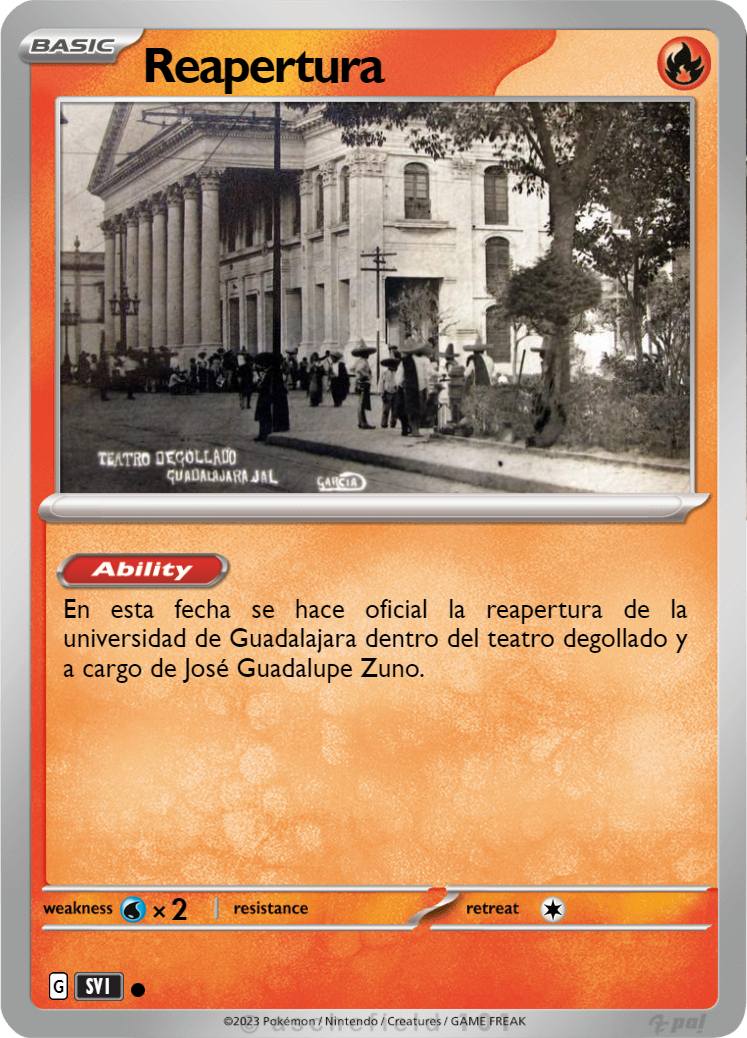 BASIC
Reapertura
TEATRO DEGOLLADO
GUADALAJARA JAL
GARCIA
Ability
En esta fecha se hace oficial la reapertura de la
universidad de Guadalajara dentro del teatro degollado y
a cargo de José Guadalupe Zuno.
weakness × 2 | resistance retreat
G SVI
©2023 Pokémon / Nintendo / Creatures / GAME FREAK